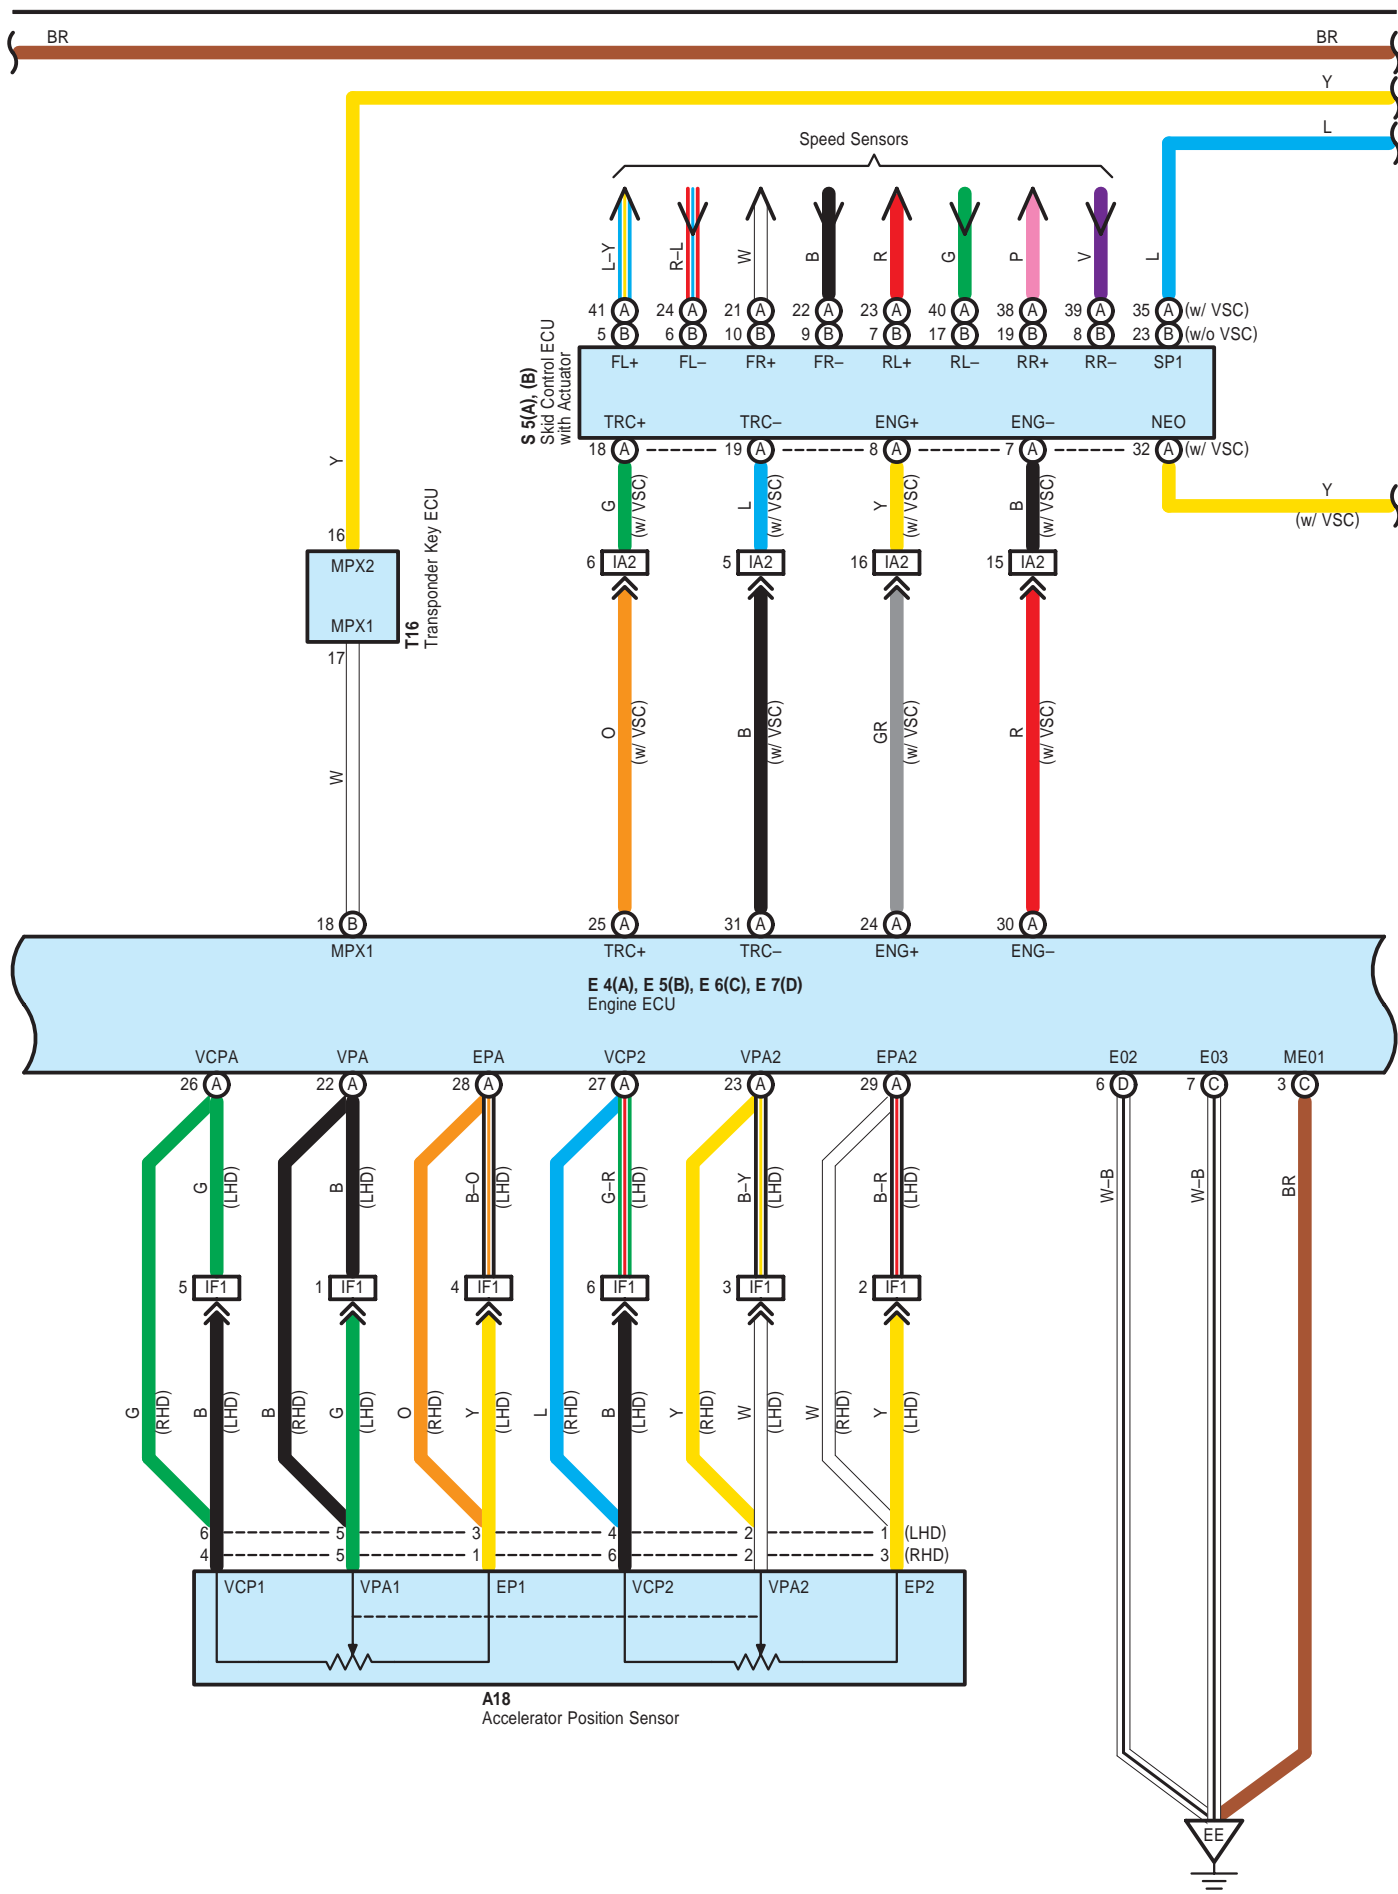 BR BR
Y
L
Speed Sensors
L–Y R–L W B R G P V L
41 A 24 A 21 A 22 A 23 A 40 A 38 A 39 A 35 A (w/ VSC)
5 B 6 B 10 B 9 B 7 B 17 B 19 B 8 B 23 B (w/o VSC)
FL+ FL– FR+ FR– RL+ RL– RR+ RR– SP1
S 5(A), (B)
Skid Control ECU
with Actuator
TRC+ TRC– ENG+ ENG– NEO
18 A 19 A 8 A 7 A 32 A (w/ VSC)
Y
G (w/ VSC) L (w/ VSC) Y (w/ VSC) B (w/ VSC)
Y
(w/ VSC)
16
MPX2
MPX1
17
T16
Transponder Key ECU
6 IA2 5 IA2 16 IA2 15 IA2
W
O (w/ VSC) B (w/ VSC) GR (w/ VSC) R (w/ VSC)
18 B 25 A 31 A 24 A 30 A
MPX1 TRC+ TRC– ENG+ ENG–
E 4(A), E 5(B), E 6(C), E 7(D)
Engine ECU
VCPA VPA EPA VCP2 VPA2 EPA2 E02 E03 ME01
26 A 22 A 28 A 27 A 23 A 29 A 6 D 7 C 3 C
G (LHD) B (LHD) B–O (LHD) G–R (LHD) B–Y (LHD) B–R (LHD) W–B W–B BR
5 IF1 1 IF1 4 IF1 6 IF1 3 IF1 2 IF1
G (RHD) B (LHD) B (RHD) G (LHD) O (RHD) Y (LHD) L (RHD) B (LHD) Y (RHD) W (LHD) W (RHD) Y (LHD)
6 5 3 4 2 1 (LHD)
4 5 1 6 2 3 (RHD)
VCP1 VPA1 EP1 VCP2 VPA2 EP2
A18
Accelerator Position Sensor
EE